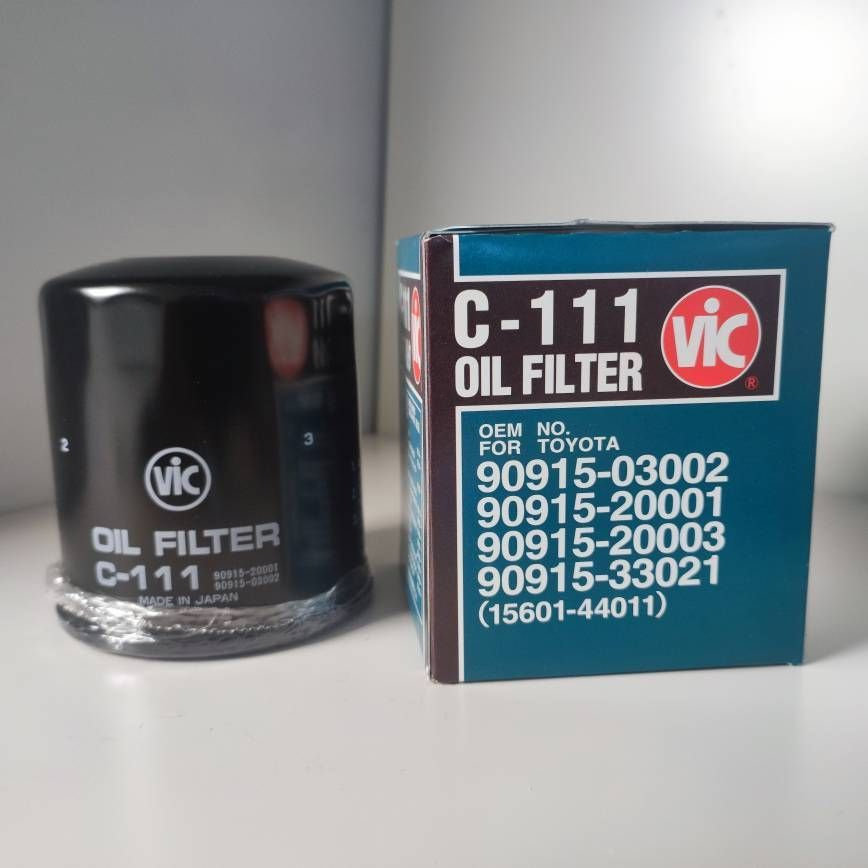 2
3
VIC
OIL FILTER
C-111
90915-20001
90915-03002
MADE IN JAPAN
C-111
OIL FILTER
VIC
®
OEM NO.
FOR TOYOTA
90915-03002
90915-20001
90915-20003
90915-33021
(15601-44011)